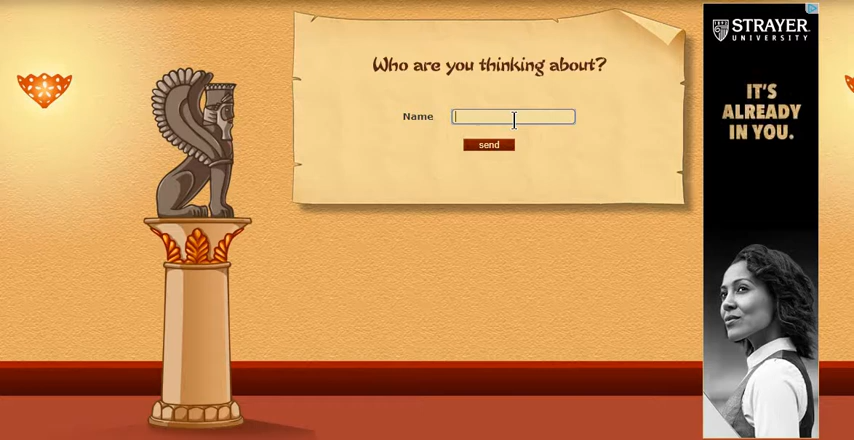 Who are you thinking about?
Name
send
STRAYER
UNIVERSITY
IT'S
ALREADY
IN YOU.